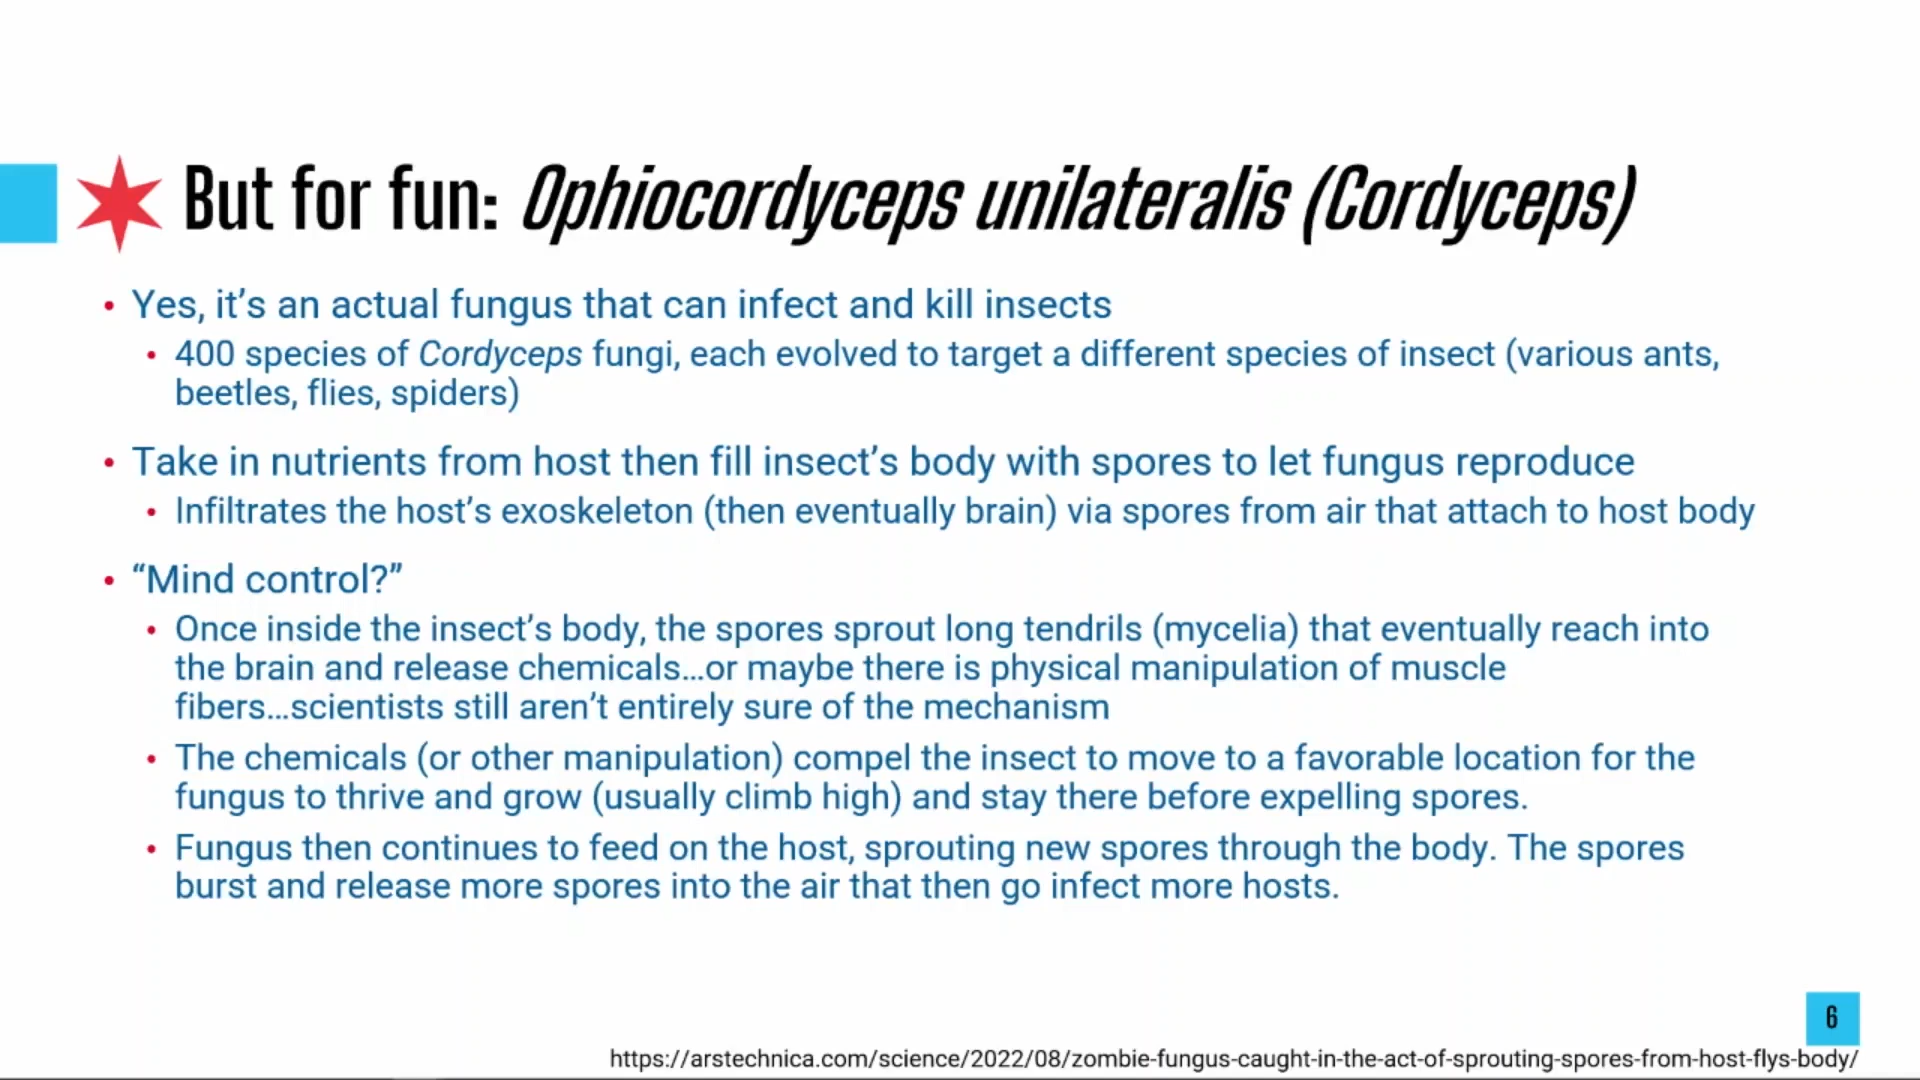 But for fun: Ophiocordyceps unilateralis (Cordyceps)
• Yes, it’s an actual fungus that can infect and kill insects
• 400 species of Cordyceps fungi, each evolved to target a different species of insect (various ants,
beetles, flies, spiders)
• Take in nutrients from host then fill insect’s body with spores to let fungus reproduce
• Infiltrates the host’s exoskeleton (then eventually brain) via spores from air that attach to host body
• “Mind control?”
• Once inside the insect’s body, the spores sprout long tendrils (mycelia) that eventually reach into
the brain and release chemicals…or maybe there is physical manipulation of muscle
fibers…scientists still aren’t entirely sure of the mechanism
• The chemicals (or other manipulation) compel the insect to move to a favorable location for the
fungus to thrive and grow (usually climb high) and stay there before expelling spores.
• Fungus then continues to feed on the host, sprouting new spores through the body. The spores
burst and release more spores into the air that then go infect more hosts.
6
https://arstechnica.com/science/2022/08/zombie-fungus-caught-in-the-act-of-sprouting-spores-from-host-flys-body/